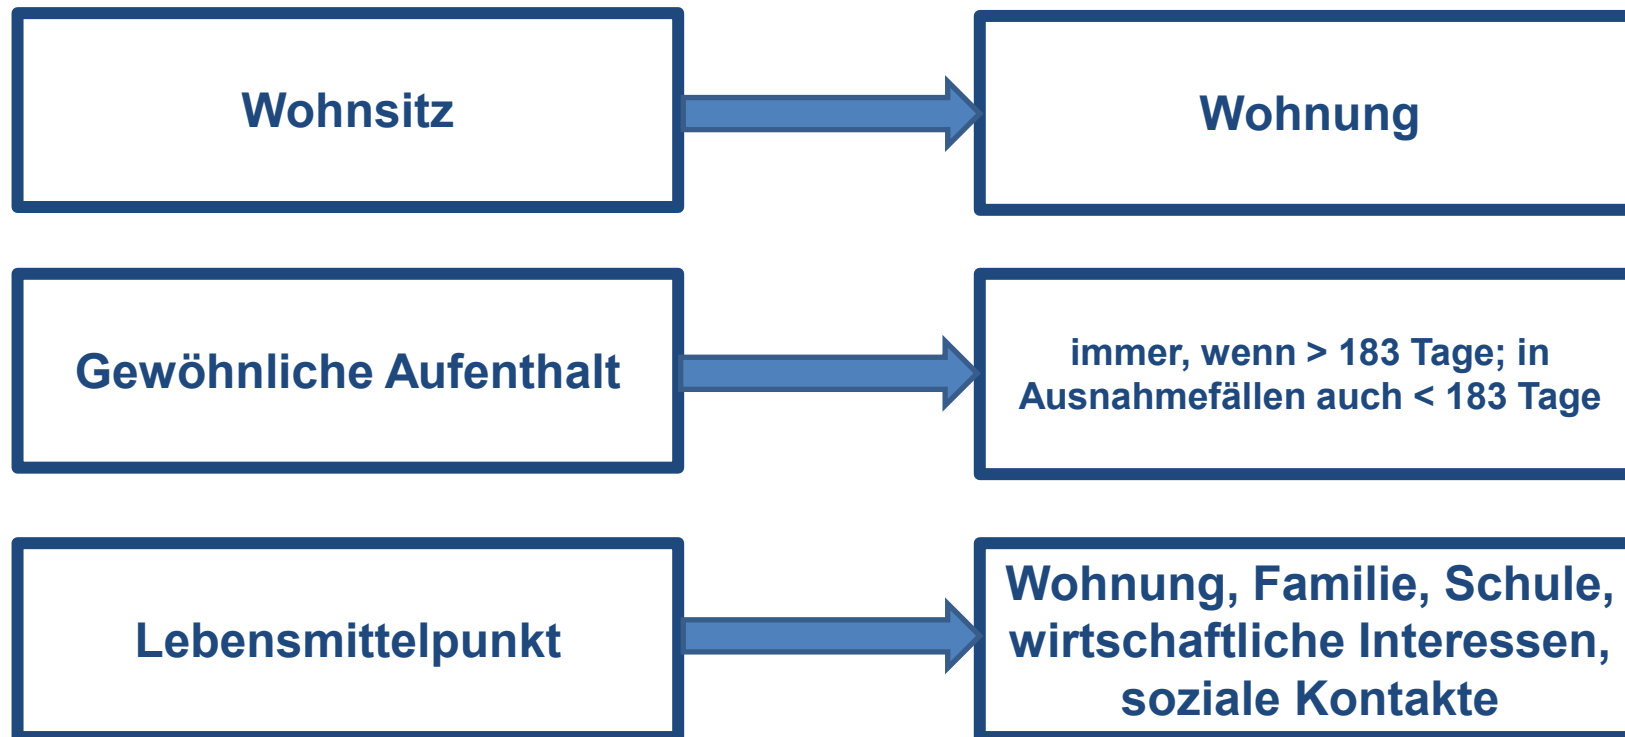 Wohnsitz
Wohnung
Gewöhnliche Aufenthalt
immer, wenn > 183 Tage; in
Ausnahmefällen auch < 183 Tage
Lebensmittelpunkt
Wohnung, Familie, Schule,
wirtschaftliche Interessen,
soziale Kontakte